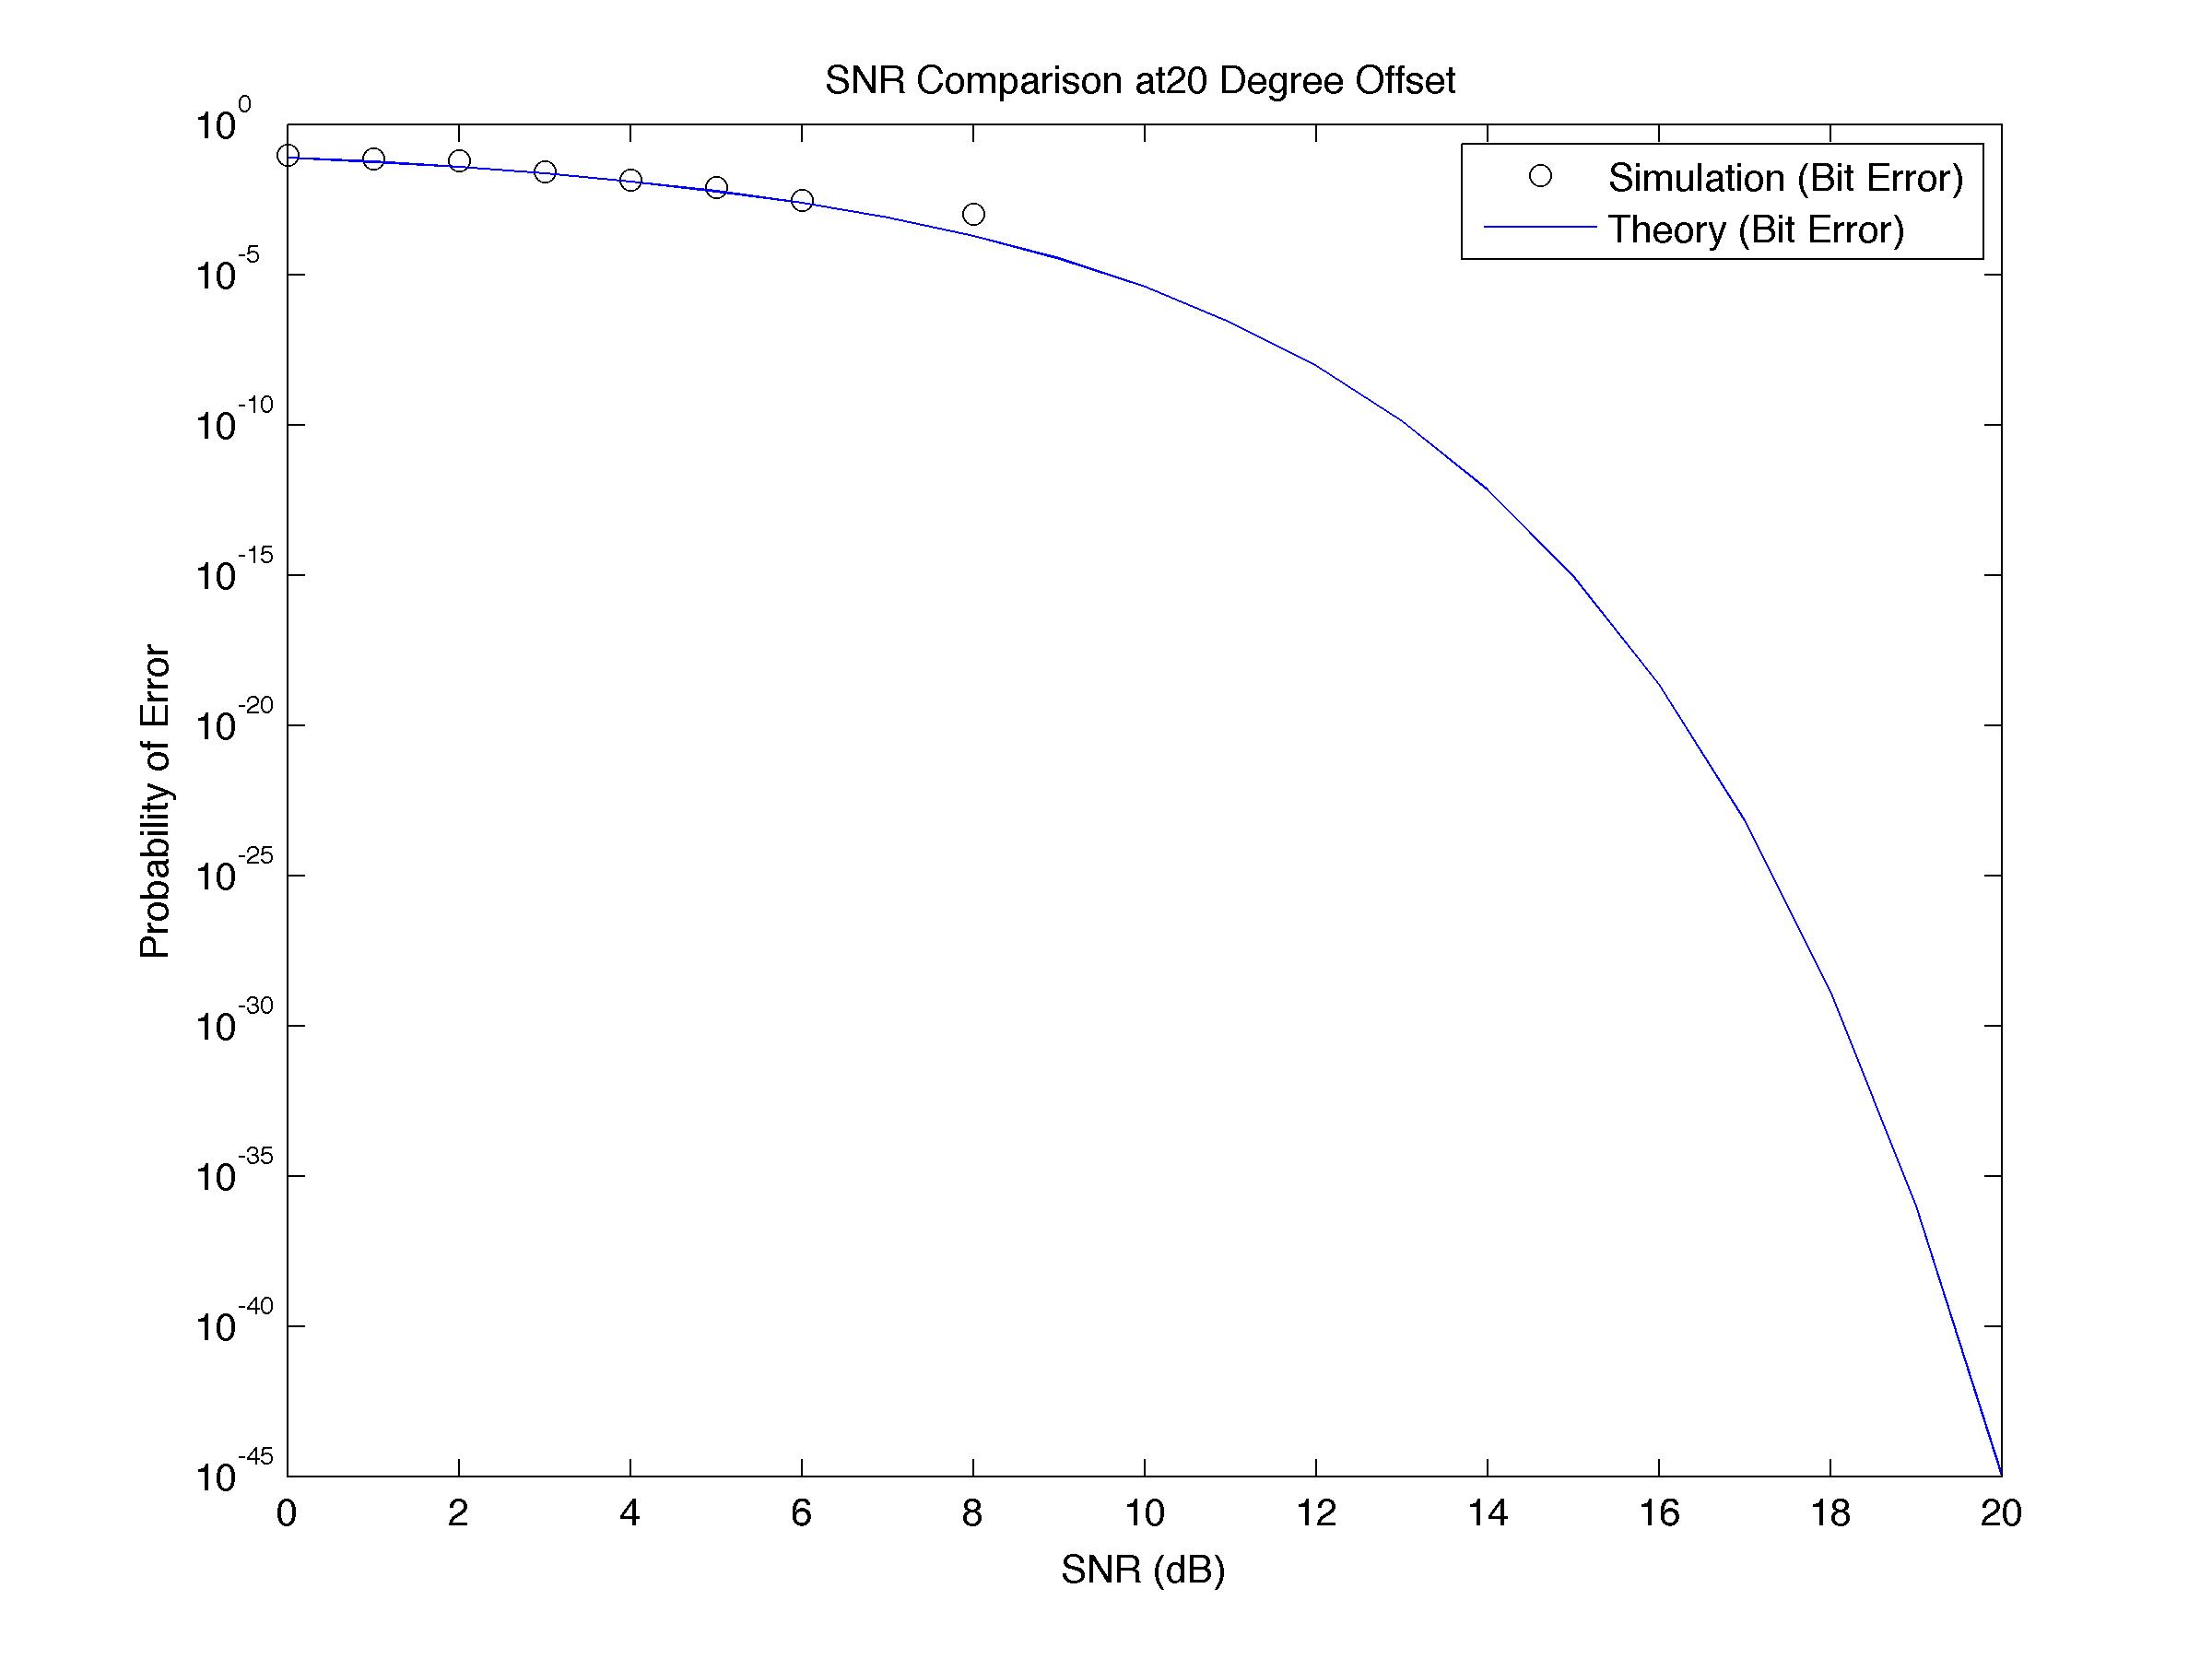 SNR Comparison at20 Degree Offset
10^0
10^-5
10^-10
10^-15
10^-20
10^-25
10^-30
10^-35
10^-40
10^-45
Probability of Error
Simulation (Bit Error)
Theory (Bit Error)
0 2 4 6 8 10 12 14 16 18 20
SNR (dB)